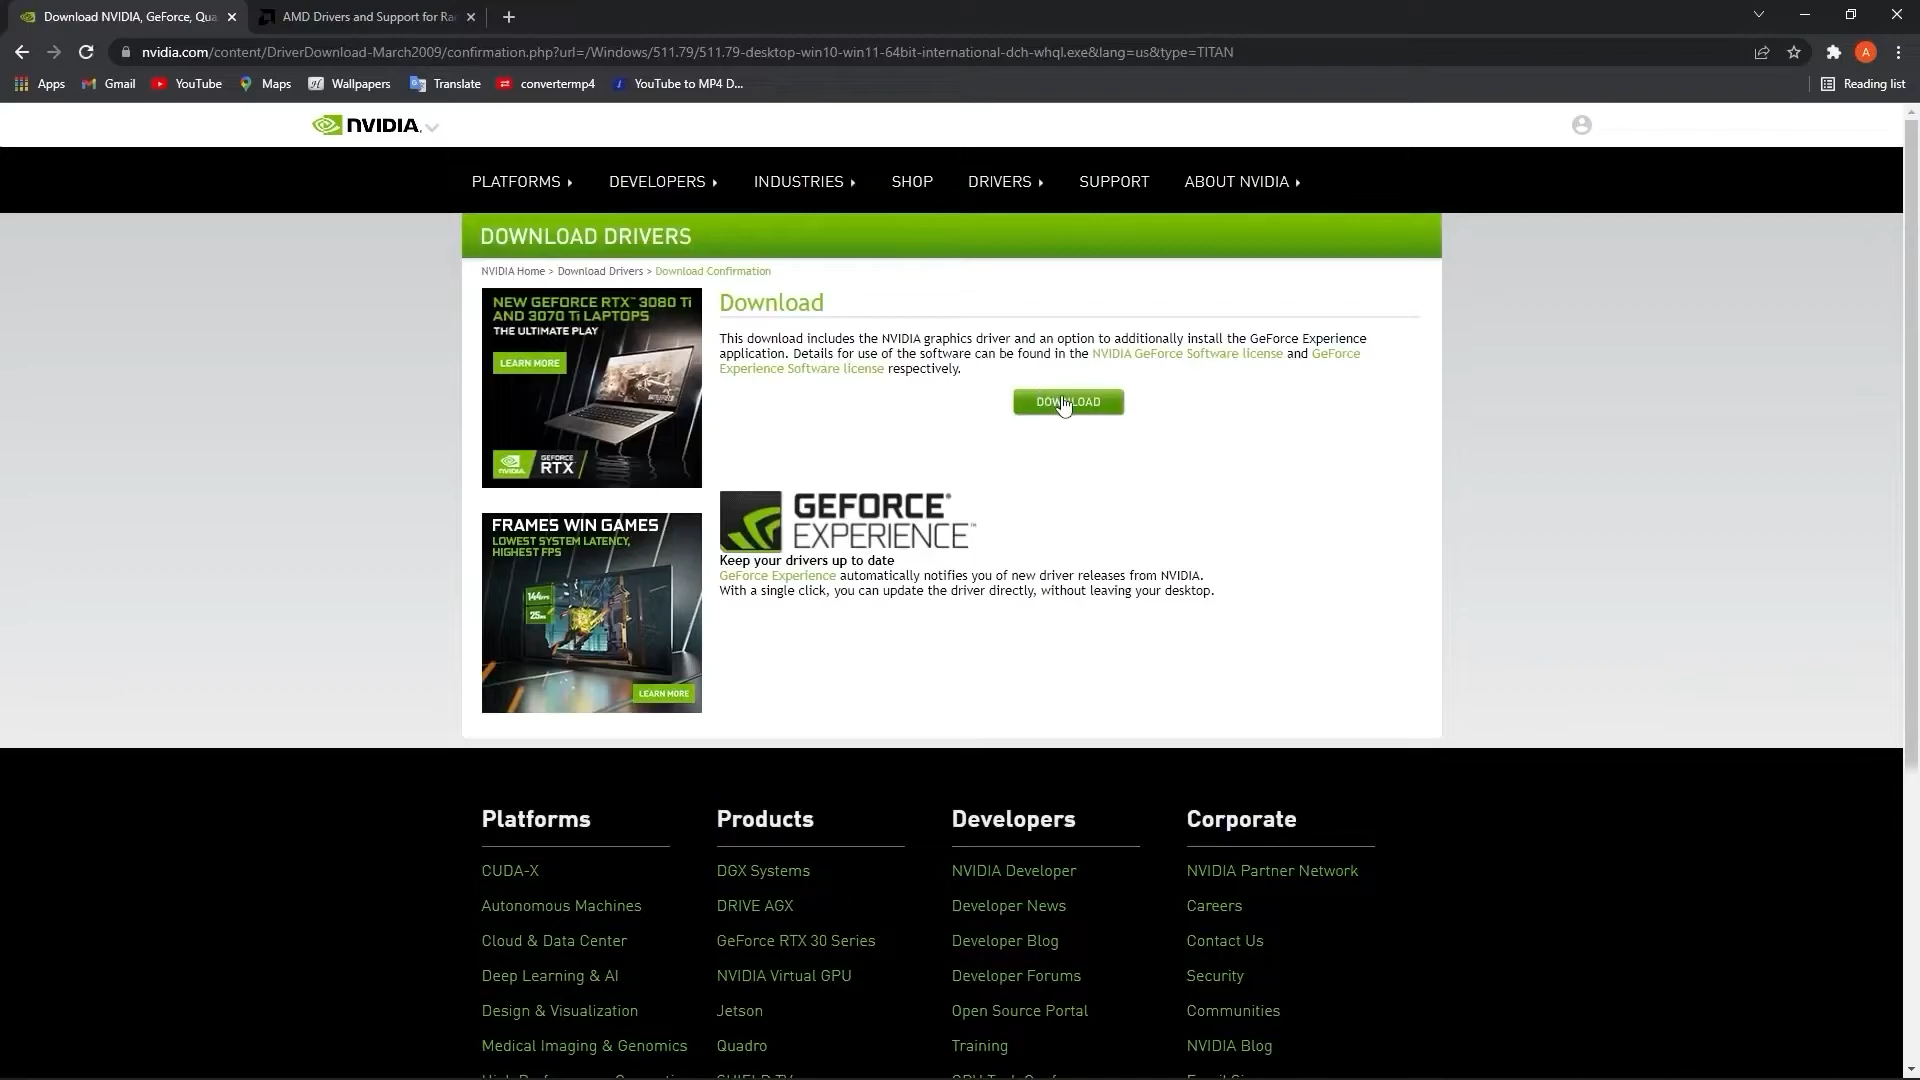 Download NVIDIA, GeForce, Qua
AMD Drivers and Support for Ra
nvidia.com/content/DriverDownload-March2009/confirmation.php?url=/Windows/511.79/511.79-desktop-win10-win11-64bit-international-dch-whql.exe&lang=us&type=TITAN
A
Apps
Gmail
YouTube
Maps
Wallpapers
Translate
convertermp4
YouTube to MP4 D...
Reading list
NVIDIA.
PLATFORMS
DEVELOPERS
INDUSTRIES
SHOP
DRIVERS
SUPPORT
ABOUT NVIDIA
DOWNLOAD DRIVERS
NVIDIA Home > Download Drivers > Download Confirmation
NEW GEFORCE RTX™ 3080 Ti
AND 3070 Ti LAPTOPS
THE ULTIMATE PLAY
LEARN MORE
NVIDIA.
GEFORCE
RTX
Download
This download includes the NVIDIA graphics driver and an option to additionally install the GeForce Experience
application. Details for use of the software can be found in the NVIDIA GeForce Software license and GeForce
Experience Software license respectively.
DOWNLOAD
FRAMES WIN GAMES
LOWEST SYSTEM LATENCY,
HIGHEST FPS
LEARN MORE
GEFORCE®
EXPERIENCE™
Keep your drivers up to date
GeForce Experience automatically notifies you of new driver releases from NVIDIA.
With a single click, you can update the driver directly, without leaving your desktop.
Platforms
CUDA-X
Autonomous Machines
Cloud & Data Center
Deep Learning & AI
Design & Visualization
Medical Imaging & Genomics
Products
DGX Systems
DRIVE AGX
GeForce RTX 30 Series
NVIDIA Virtual GPU
Jetson
Quadro
Developers
NVIDIA Developer
Developer News
Developer Blog
Developer Forums
Open Source Portal
Training
Corporate
NVIDIA Partner Network
Careers
Contact Us
Security
Communities
NVIDIA Blog